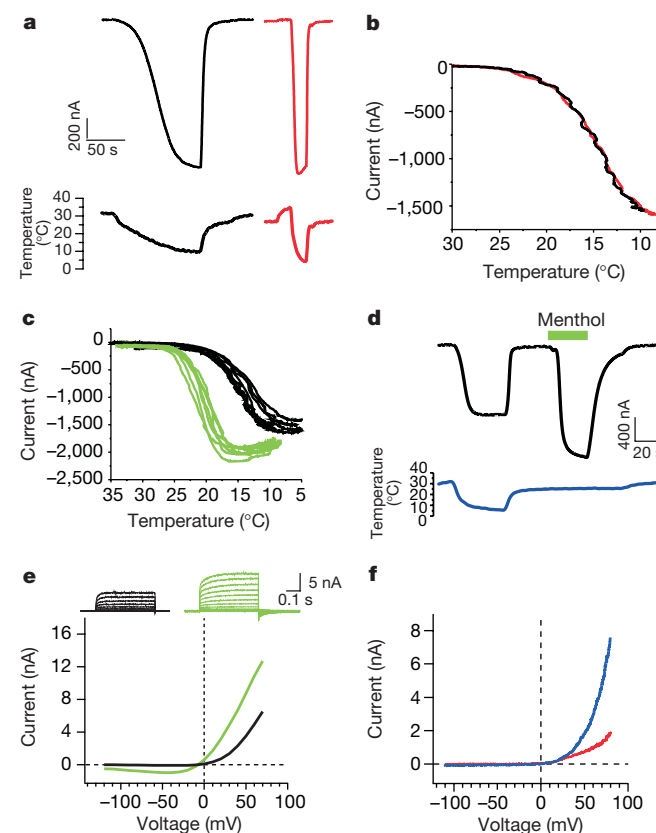 a
200 nA
50 s
Temperature
(°C)
40
30
20
10
0
b
0
−500
−1,000
−1,500
Current (nA)
30 25 20 15 10
Temperature (°C)
c
0
−500
−1,000
−1,500
−2,000
−2,500
Current (nA)
35 30 25 20 15 10 5
Temperature (°C)
d
Menthol
400 nA
20 s
Temperature
(°C)
40
30
20
10
0
e
5 nA
0.1 s
16
12
8
4
0
Current (nA)
−100 −50 0 50 100
Voltage (mV)
f
8
6
4
2
0
Current (nA)
−100 −50 0 50 100
Voltage (mV)